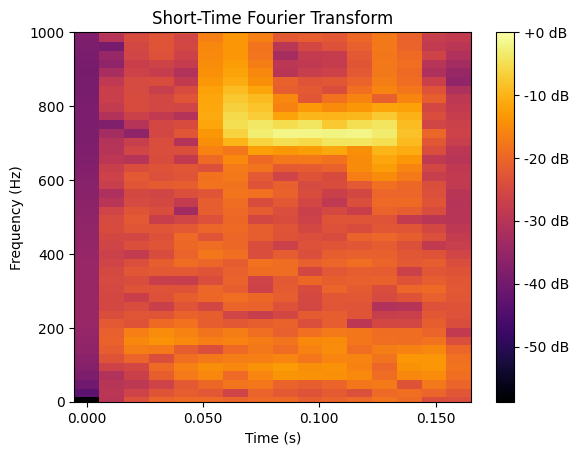 Short-Time Fourier Transform
1000
800
600
400
200
0
Frequency (Hz)
0.000
0.050
0.100
0.150
Time (s)
+0 dB
-10 dB
-20 dB
-30 dB
-40 dB
-50 dB